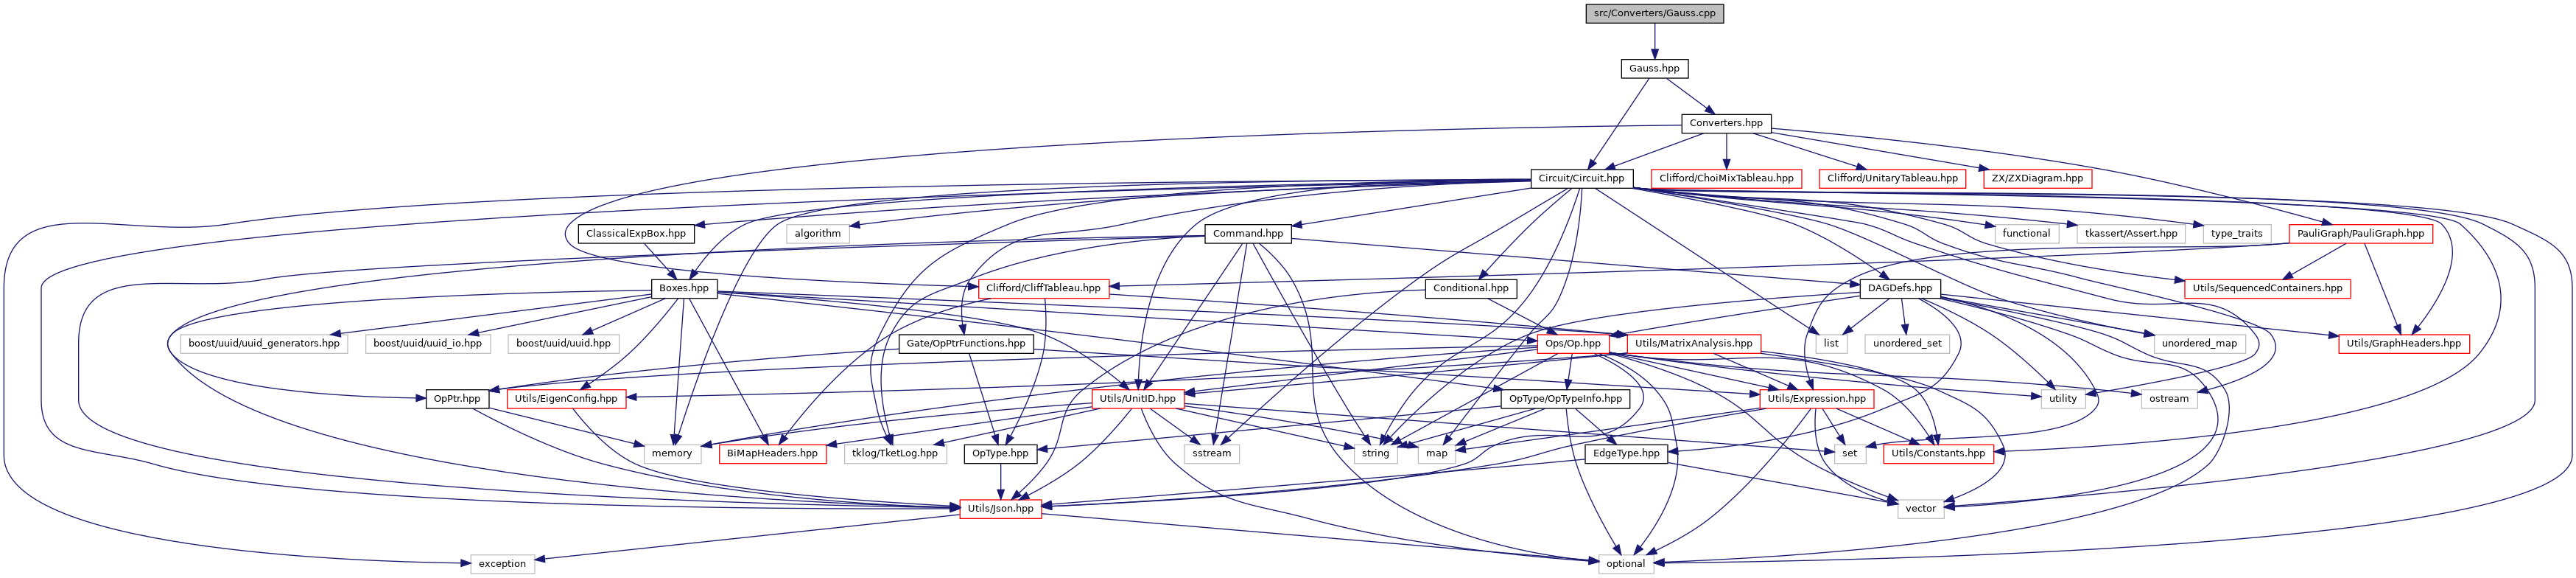 src/Converters/Gauss.cpp
Gauss.hpp
Converters.hpp
Circuit/Circuit.hpp
Clifford/ChoiMixTableau.hpp
Clifford/UnitaryTableau.hpp
ZX/ZXDiagram.hpp
ClassicalExpBox.hpp
algorithm
Command.hpp
functional
tkassert/Assert.hpp
type_traits
PauliGraph/PauliGraph.hpp
Boxes.hpp
Clifford/CliffTableau.hpp
Conditional.hpp
DAGDefs.hpp
Utils/SequencedContainers.hpp
boost/uuid/uuid_generators.hpp
boost/uuid/uuid_io.hpp
boost/uuid/uuid.hpp
Gate/OpPtrFunctions.hpp
Ops/Op.hpp
Utils/MatrixAnalysis.hpp
list
unordered_set
unordered_map
Utils/GraphHeaders.hpp
OpPtr.hpp
Utils/EigenConfig.hpp
Utils/UnitID.hpp
OpType/OpTypeInfo.hpp
Utils/Expression.hpp
utility
ostream
memory
BiMapHeaders.hpp
tklog/TketLog.hpp
OpType.hpp
sstream
string
map
EdgeType.hpp
set
Utils/Constants.hpp
Utils/Json.hpp
vector
exception
optional